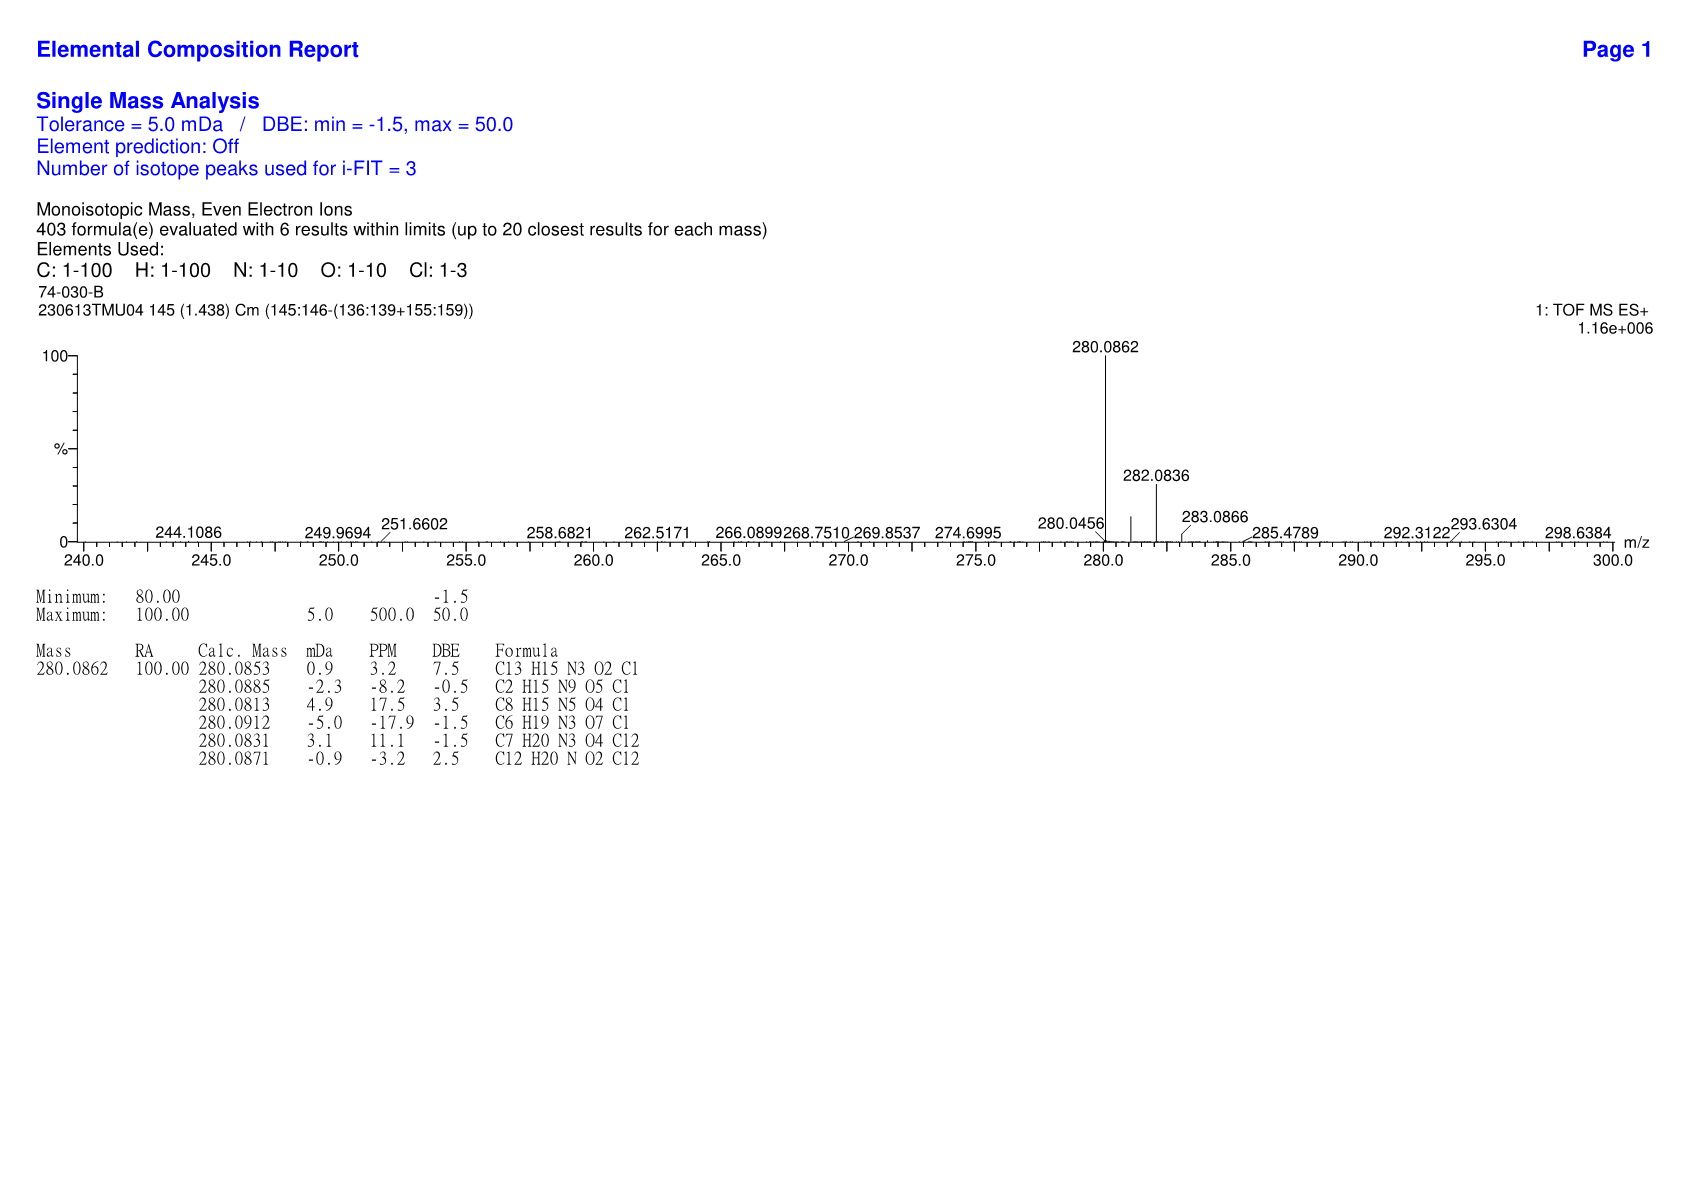 Elemental Composition Report Page 1
Single Mass Analysis
Tolerance = 5.0 mDa / DBE: min = -1.5, max = 50.0
Element prediction: Off
Number of isotope peaks used for i-FIT = 3
Monoisotopic Mass, Even Electron Ions
403 formula(e) evaluated with 6 results within limits (up to 20 closest results for each mass)
Elements Used:
C: 1-100 H: 1-100 N: 1-10 O: 1-10 Cl: 1-3
74-030-B
230613TMU04 145 (1.438) Cm (145:146-(136:139+155:159)) 1: TOF MS ES+
1.16e+006
280.0862
100
%
282.0836
283.0866
280.0456
251.6602
293.6304
244.1086 249.9694 258.6821 262.5171 266.0899 268.7510 269.8537 274.6995 285.4789 292.3122 298.6384
0
m/z
240.0 245.0 250.0 255.0 260.0 265.0 270.0 275.0 280.0 285.0 290.0 295.0 300.0
Minimum: 80.00 -1.5
Maximum: 100.00 5.0 500.0 50.0
Mass RA Calc. Mass mDa PPM DBE Formula
280.0862 100.00 280.0853 0.9 3.2 7.5 C13 H15 N3 O2 Cl
280.0885 -2.3 -8.2 -0.5 C2 H15 N9 O5 Cl
280.0813 4.9 17.5 3.5 C8 H15 N5 O4 Cl
280.0912 -5.0 -17.9 -1.5 C6 H19 N3 O7 Cl
280.0831 3.1 11.1 -1.5 C7 H20 N3 O4 Cl2
280.0871 -0.9 -3.2 2.5 C12 H20 N O2 Cl2